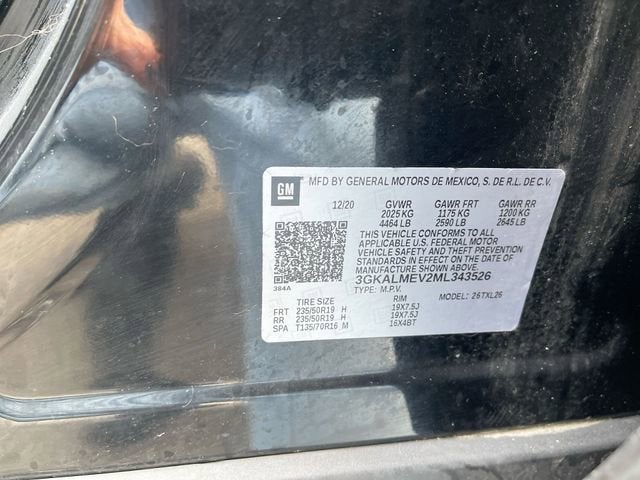 GM
MFD BY GENERAL MOTORS DE MEXICO, S. DE R.L. DE C.V.
12/20 GVWR GAWR FRT GAWR RR
2025 KG 1175 KG 1200 KG
4464 LB 2590 LB 2645 LB
THIS VEHICLE CONFORMS TO ALL
APPLICABLE U.S. FEDERAL MOTOR
VEHICLE SAFETY AND THEFT PREVENTION
STANDARDS IN EFFECT ON THE DATE OF
MANUFACTURE SHOWN ABOVE.
3GKALMEV2ML343526
384A TYPE: M.P.V. MODEL: 26TXL26
TIRE SIZE RIM
FRT 235/50R19 H 19X7.5J
RR 235/50R19 H 19X7.5J
SPA T135/70R16 M 16X4BT